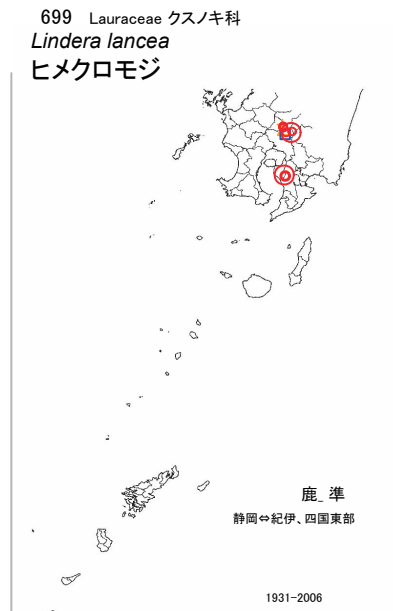 699 Lauraceae クスノキ科
Lindera lancea
ヒメクロモジ
鹿_準
静岡⇔紀伊、四国東部
1931-2006